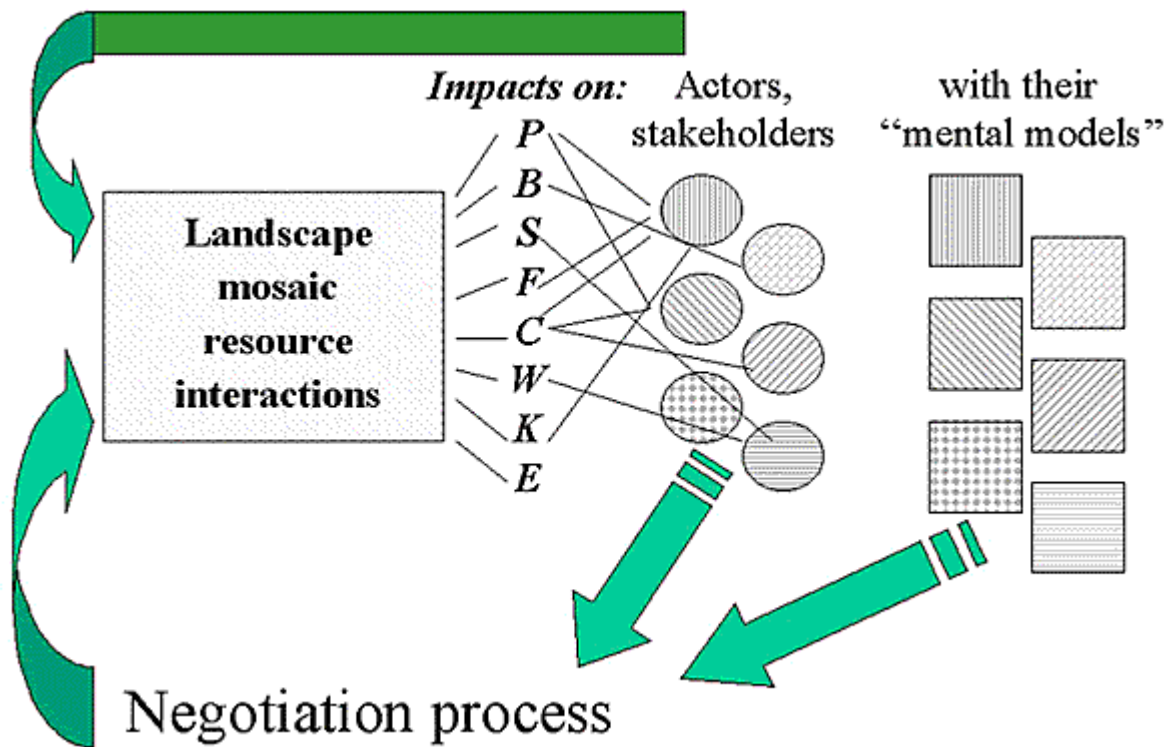 Impacts on:
Actors,
stakeholders
with their
“mental models”
P
B
S
F
C
W
K
E
Landscape
mosaic
resource
interactions
Negotiation process